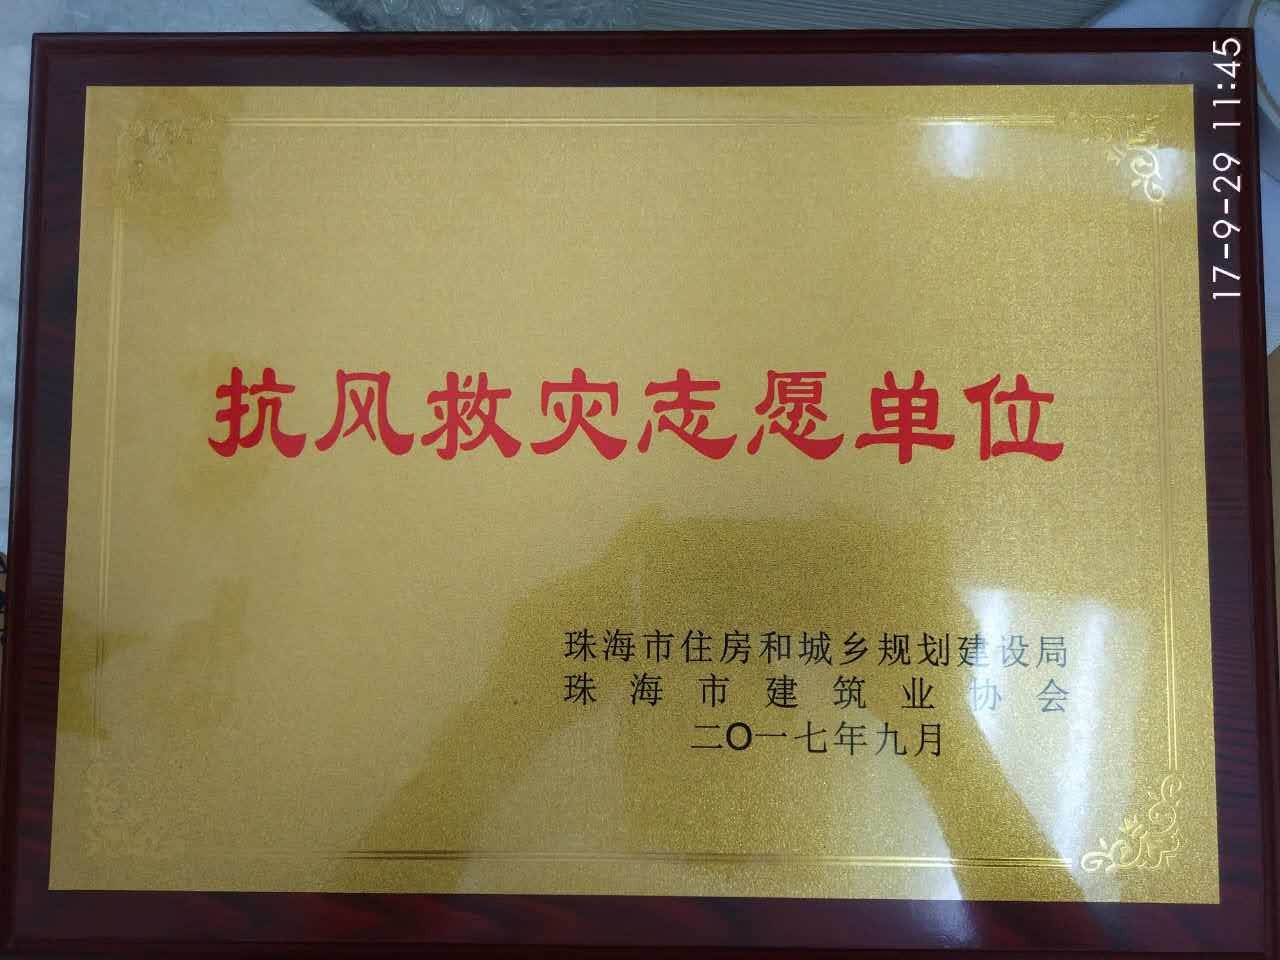 抗风救灾志愿单位
珠海市住房和城乡规划建设局
珠海市建筑业协会
二〇一七年九月
17-9-29 11:45